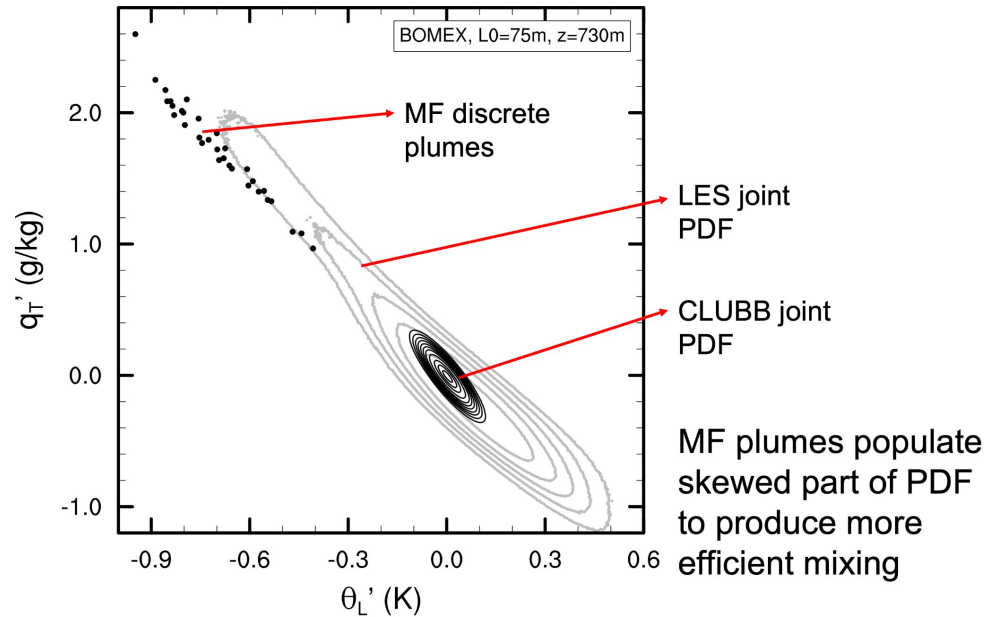 BOMEX, L0=75m, z=730m
MF discrete
plumes
LES joint
PDF
CLUBB joint
PDF
MF plumes populate
skewed part of PDF
to produce more
efficient mixing
qT' (g/kg)
2.0
1.0
0.0
-1.0
-0.9
-0.6
-0.3
0.0
0.3
0.6
θL' (K)